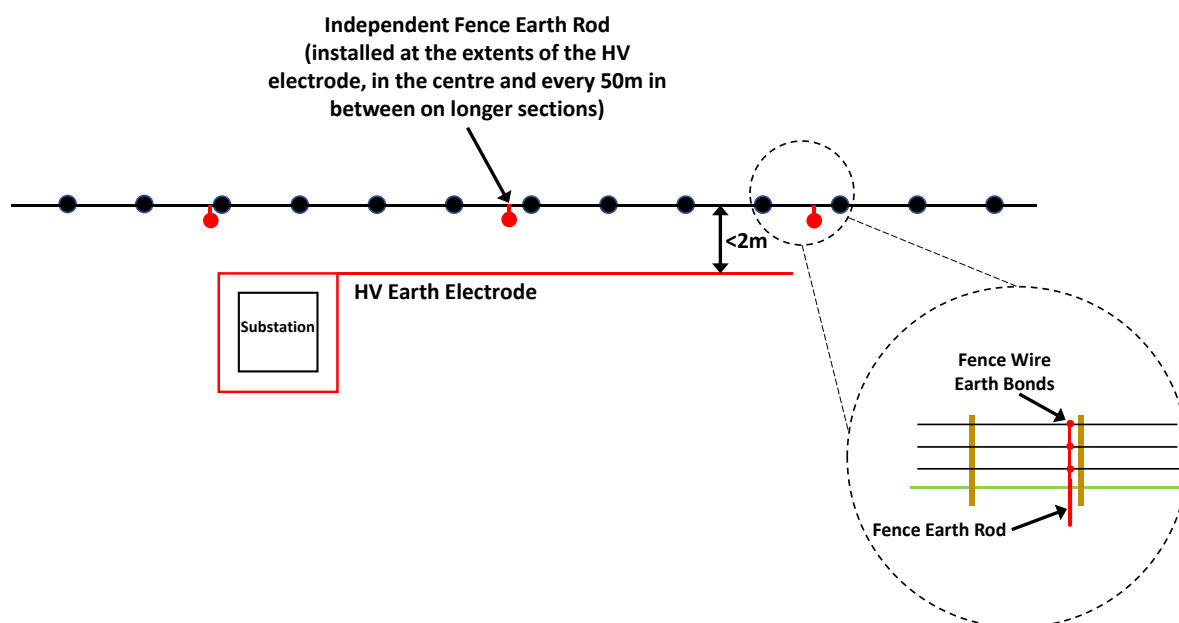 Independent Fence Earth Rod
(installed at the extents of the HV
electrode, in the centre and every 50m in
between on longer sections)
<2m
HV Earth Electrode
Substation
Fence Wire
Earth Bonds
Fence Earth Rod